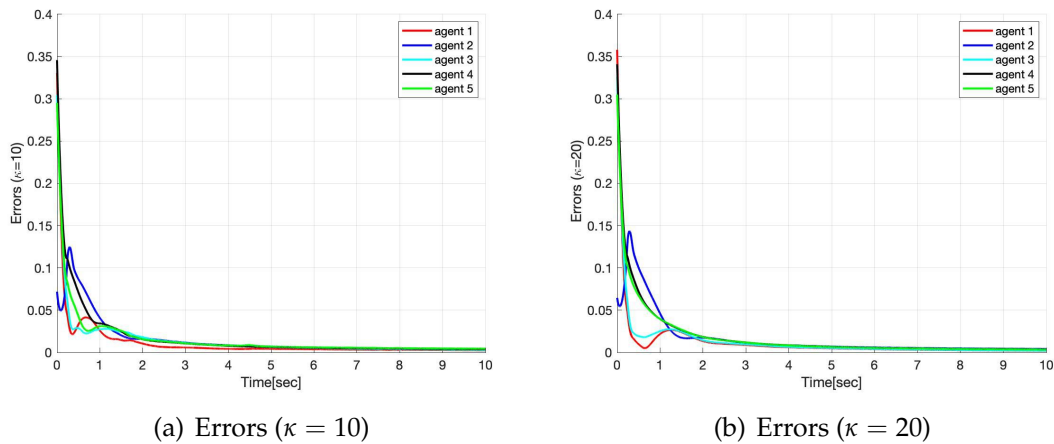 0.4
0.35
0.3
0.25
0.2
0.15
0.1
0.05
0
Errors (κ=10)
agent 1
agent 2
agent 3
agent 4
agent 5
0 1 2 3 4 5 6 7 8 9 10
Time[sec]
(a) Errors (κ = 10)
0.4
0.35
0.3
0.25
0.2
0.15
0.1
0.05
0
Errors (κ=20)
agent 1
agent 2
agent 3
agent 4
agent 5
0 1 2 3 4 5 6 7 8 9 10
Time[sec]
(b) Errors (κ = 20)